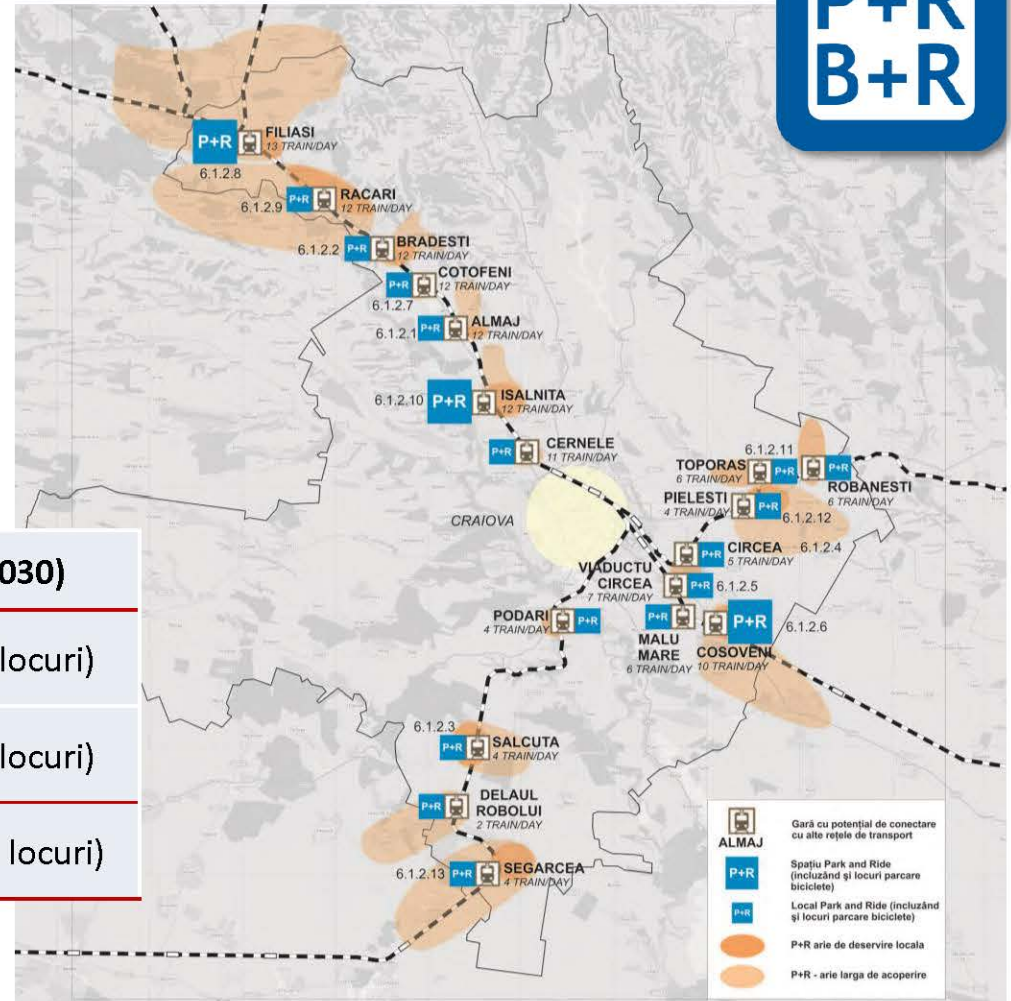 P+R
B+R
P+R
FILIASI
13 TRAIN/DAY
6.1.2.8
RACARI
P+R
6.1.2.9
12 TRAIN/DAY
BRADESTI
6.1.2.2
P+R
12 TRAIN/DAY
COTOFENI
P+R
12 TRAIN/DAY
6.1.2.7
ALMAJ
6.1.2.1
P+R
12 TRAIN/DAY
ISALNITA
6.1.2.10
P+R
12 TRAIN/DAY
CERNELE
P+R
11 TRAIN/DAY
CRAIOVA
6.1.2.11
TOPORAS
P+R
6 TRAIN/DAY
P+R
ROBANESTI
6 TRAIN/DAY
PIELESTI
P+R
4 TRAIN/DAY
6.1.2.12
6.1.2.4
CIRCEA
P+R
5 TRAIN/DAY
VIADUCTU
CIRCEA
P+R
6.1.2.5
7 TRAIN/DAY
PODARI
P+R
4 TRAIN/DAY
P+R
MALU
MARE
6 TRAIN/DAY
P+R
6.1.2.6
COSOVENI
10 TRAIN/DAY
6.1.2.3
P+R
SALCUTA
4 TRAIN/DAY
DELAUL
ROBOLUI
P+R
2 TRAIN/DAY
6.1.2.13
P+R
SEGARCEA
4 TRAIN/DAY
030)
locuri)
locuri)
locuri)
ALMAJ
Gară cu potențial de conectare
cu alte rețele de transport
P+R
Spațiu Park and Ride
(incluzând și locuri parcare
biciclete)
P+R
Local Park and Ride (incluzând
și locuri parcare biciclete)
P+R arie de deservire locala
P+R - arie larga de acoperire